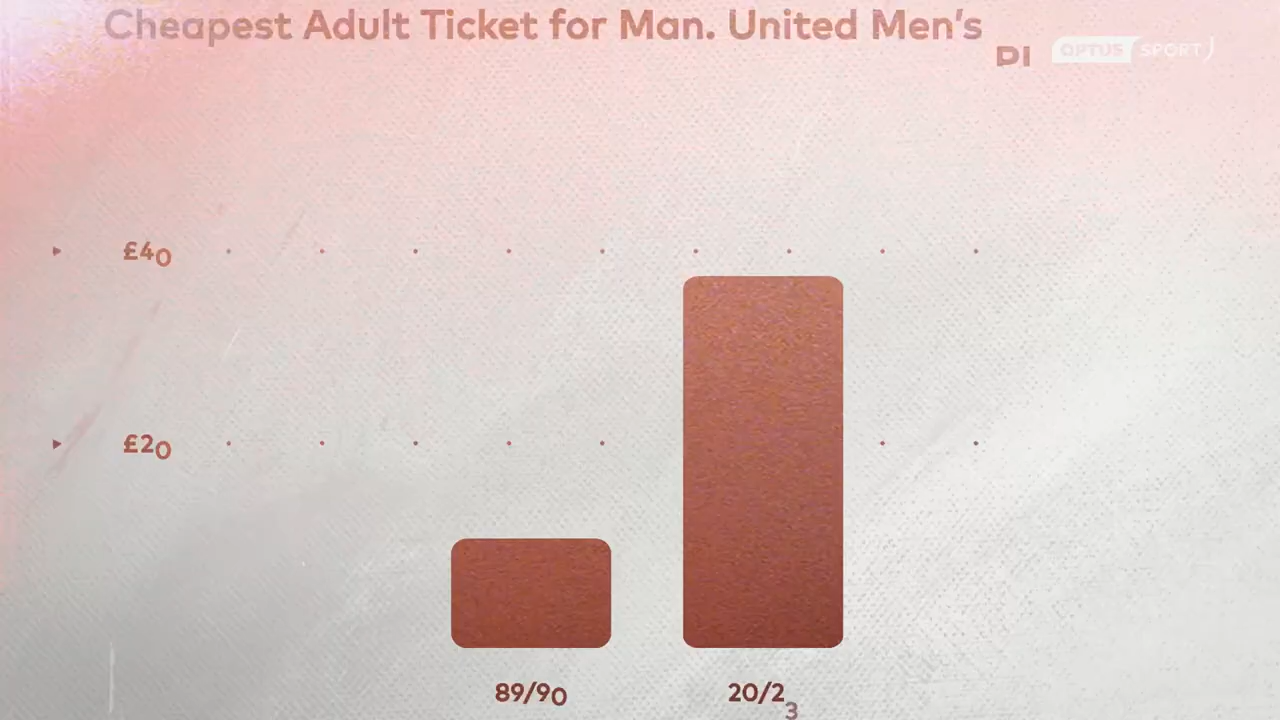 Cheapest Adult Ticket for Man. United Men's
OPTUS SPORT
£40
£20
89/90
20/23